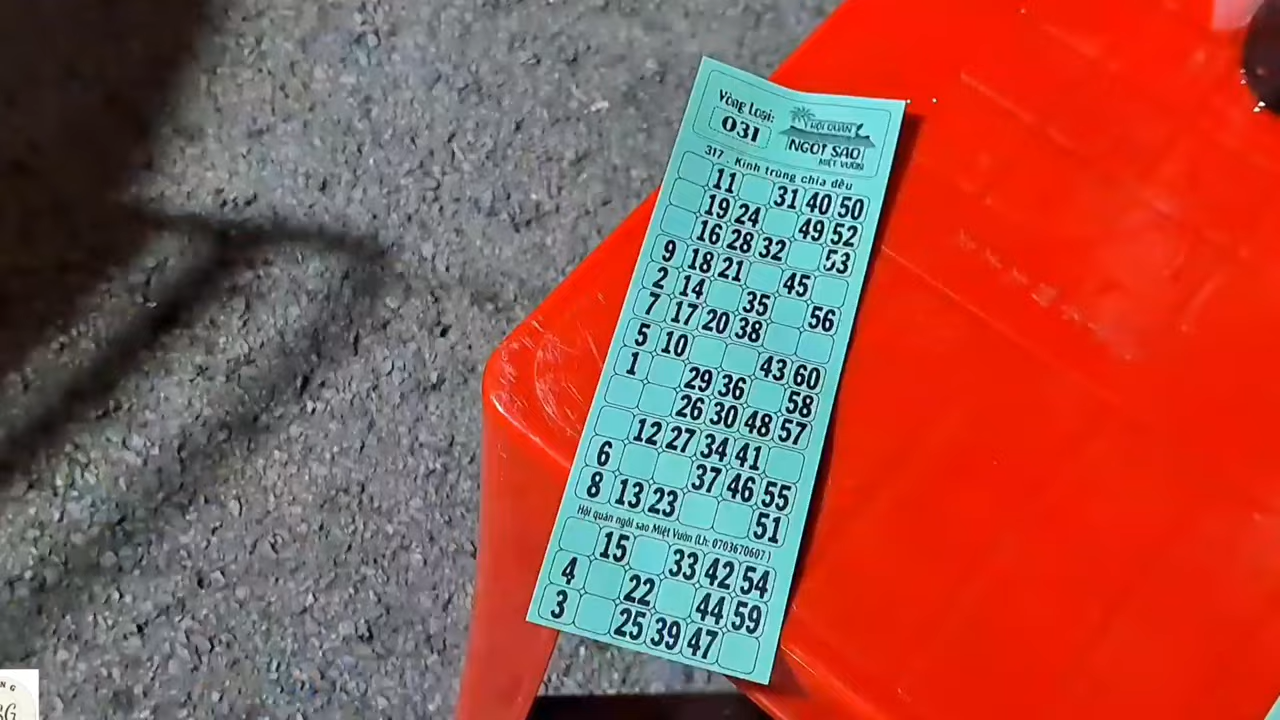 Vòng Loại:
031
HỘI QUÁN
NGÔI SAO
MIỆT VƯỜN
317 . Kinh trùng chia đều
11 31 40 50
19 24 49 52
16 28 32 53
9 18 21 45
2 14 35 56
7 17 20 38
5 10 43 60
1 29 36 58
26 30 48 57
12 27 34 41
6 37 46 55
8 13 23 51
Hội quán ngôi sao Miệt Vườn (Lh: 0703670607 )
15 33 42 54
4 22 44 59
3 25 39 47